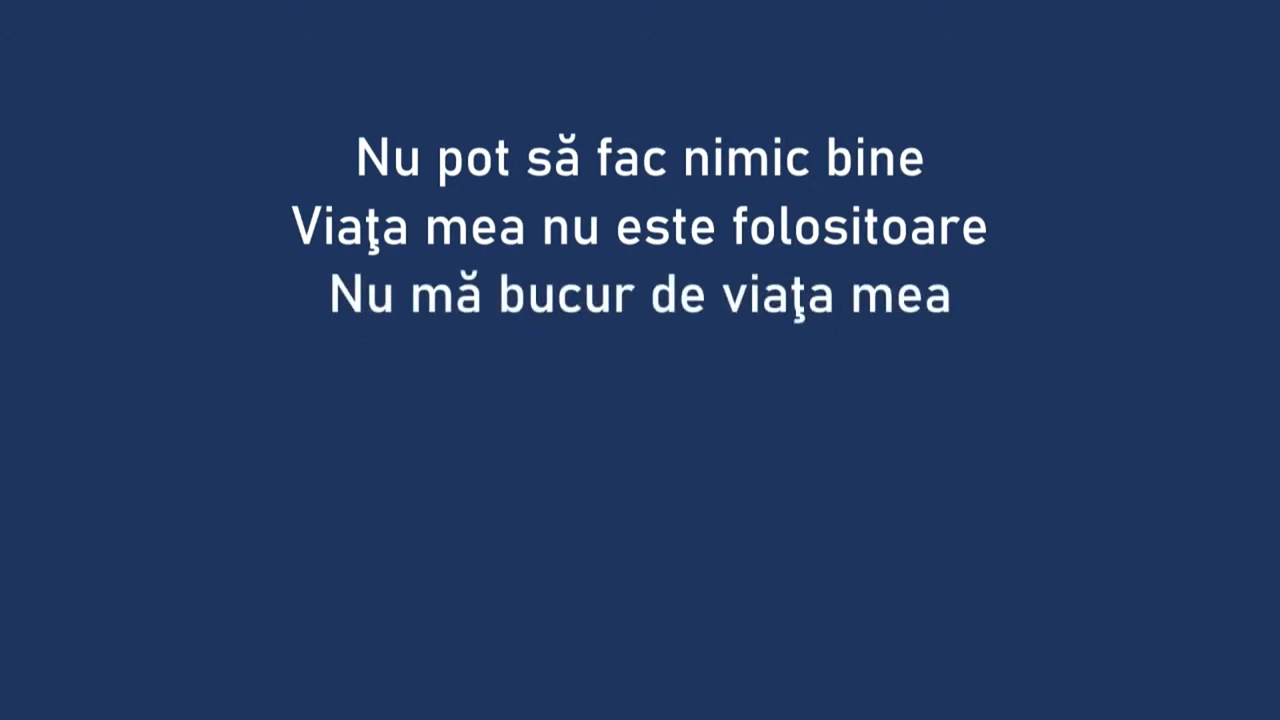 Nu pot să fac nimic bine
Viaţa mea nu este folositoare
Nu mă bucur de viaţa mea